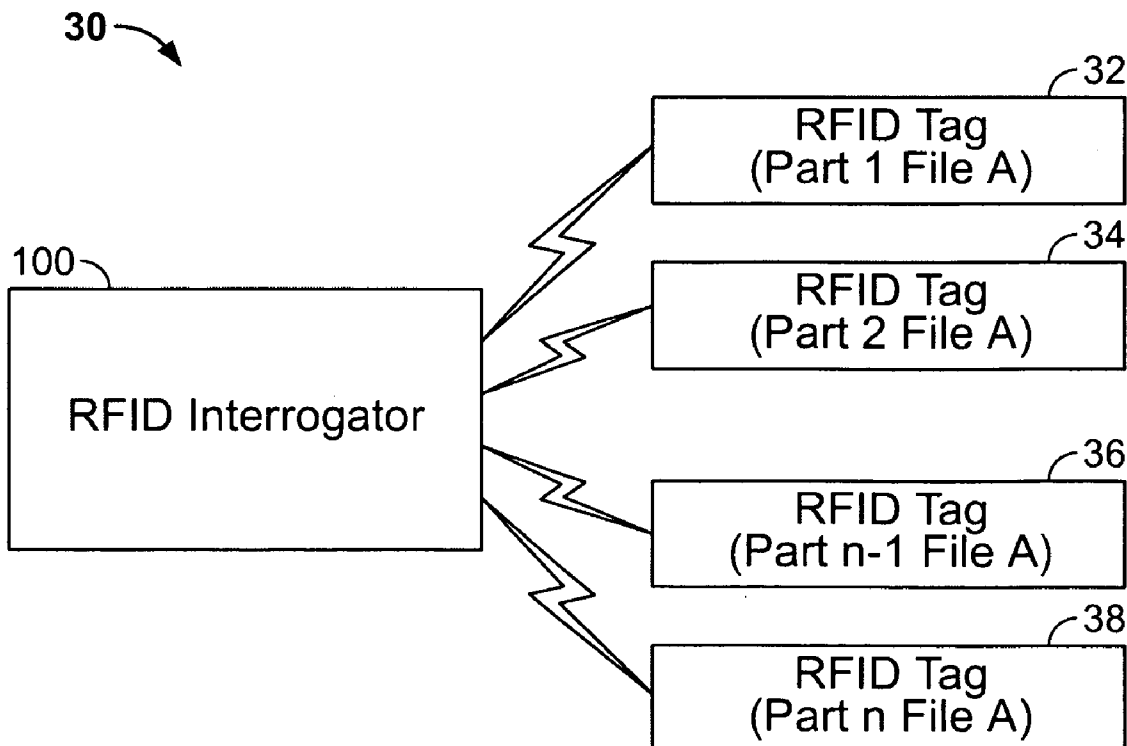 30
32
RFID Tag
(Part 1 File A)
34
RFID Tag
(Part 2 File A)
100
RFID Interrogator
36
RFID Tag
(Part n-1 File A)
38
RFID Tag
(Part n File A)